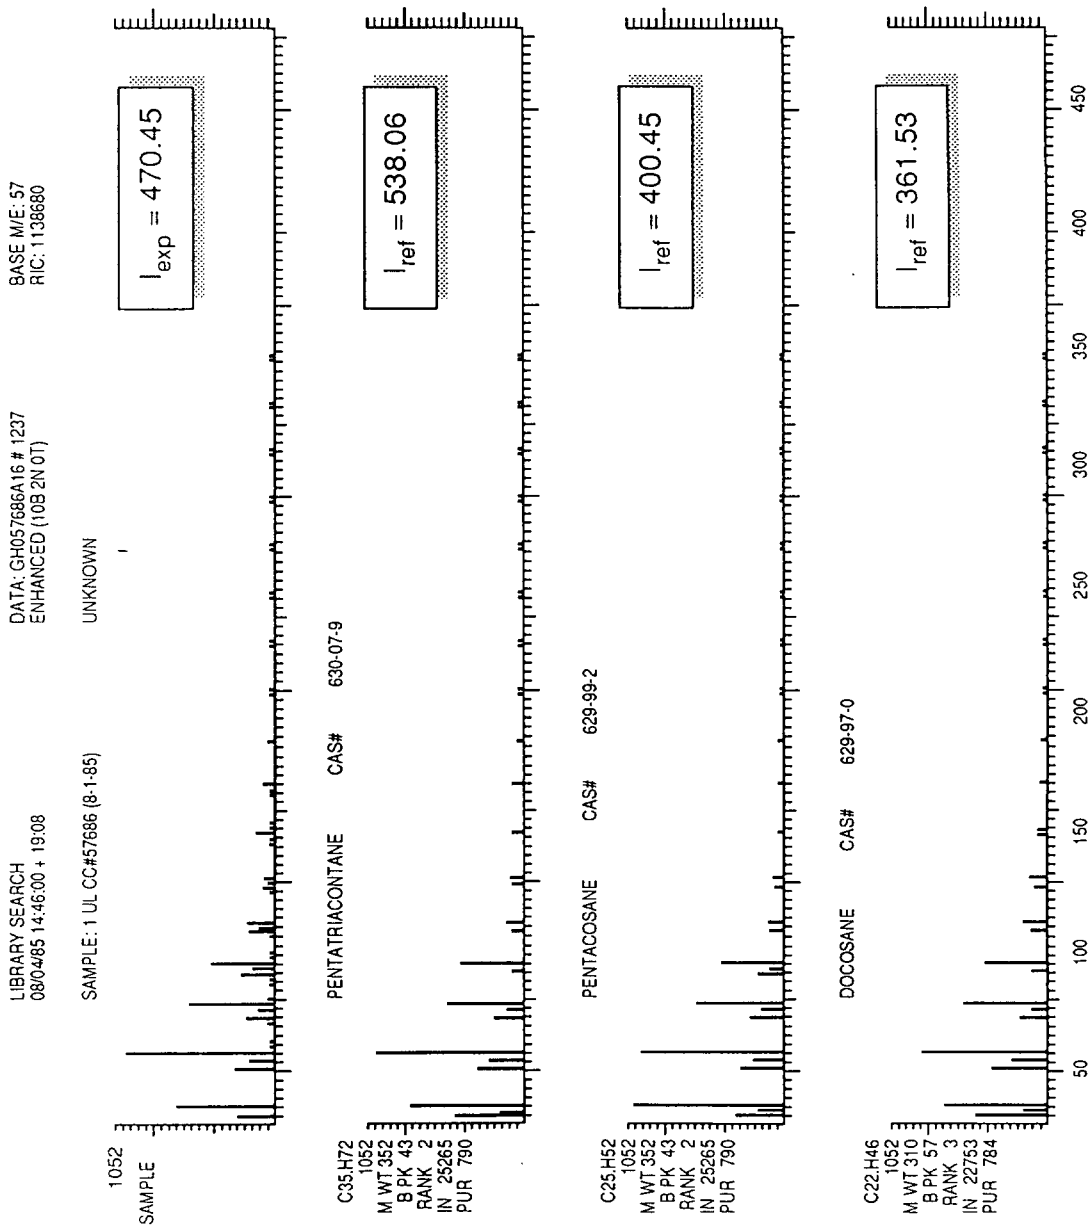 LIBRARY SEARCH
08/04/85 14:46:00 + 19:08
DATA: GH057686A16 # 1237
ENHANCED (10B 2N 0T)
BASE M/E: 57
RIC: 1138680
SAMPLE: 1 UL CC#57686 (8-1-85)
UNKNOWN
1052
SAMPLE
Iexp = 470.45
C35.H72
1052
M WT 352
B PK 43
RANK 2
IN 25265
PUR 790
PENTATRIACONTANE CAS# 630-07-9
Iref = 538.06
C25.H52
1052
M WT 352
B PK 43
RANK 2
IN 25265
PUR 790
PENTACOSANE CAS# 629-99-2
Iref = 400.45
C22.H46
1052
M WT 310
B PK 57
RANK 3
IN 22753
PUR 784
DOCOSANE CAS# 629-97-0
Iref = 361.53
50 100 150 200 250 300 350 400 450